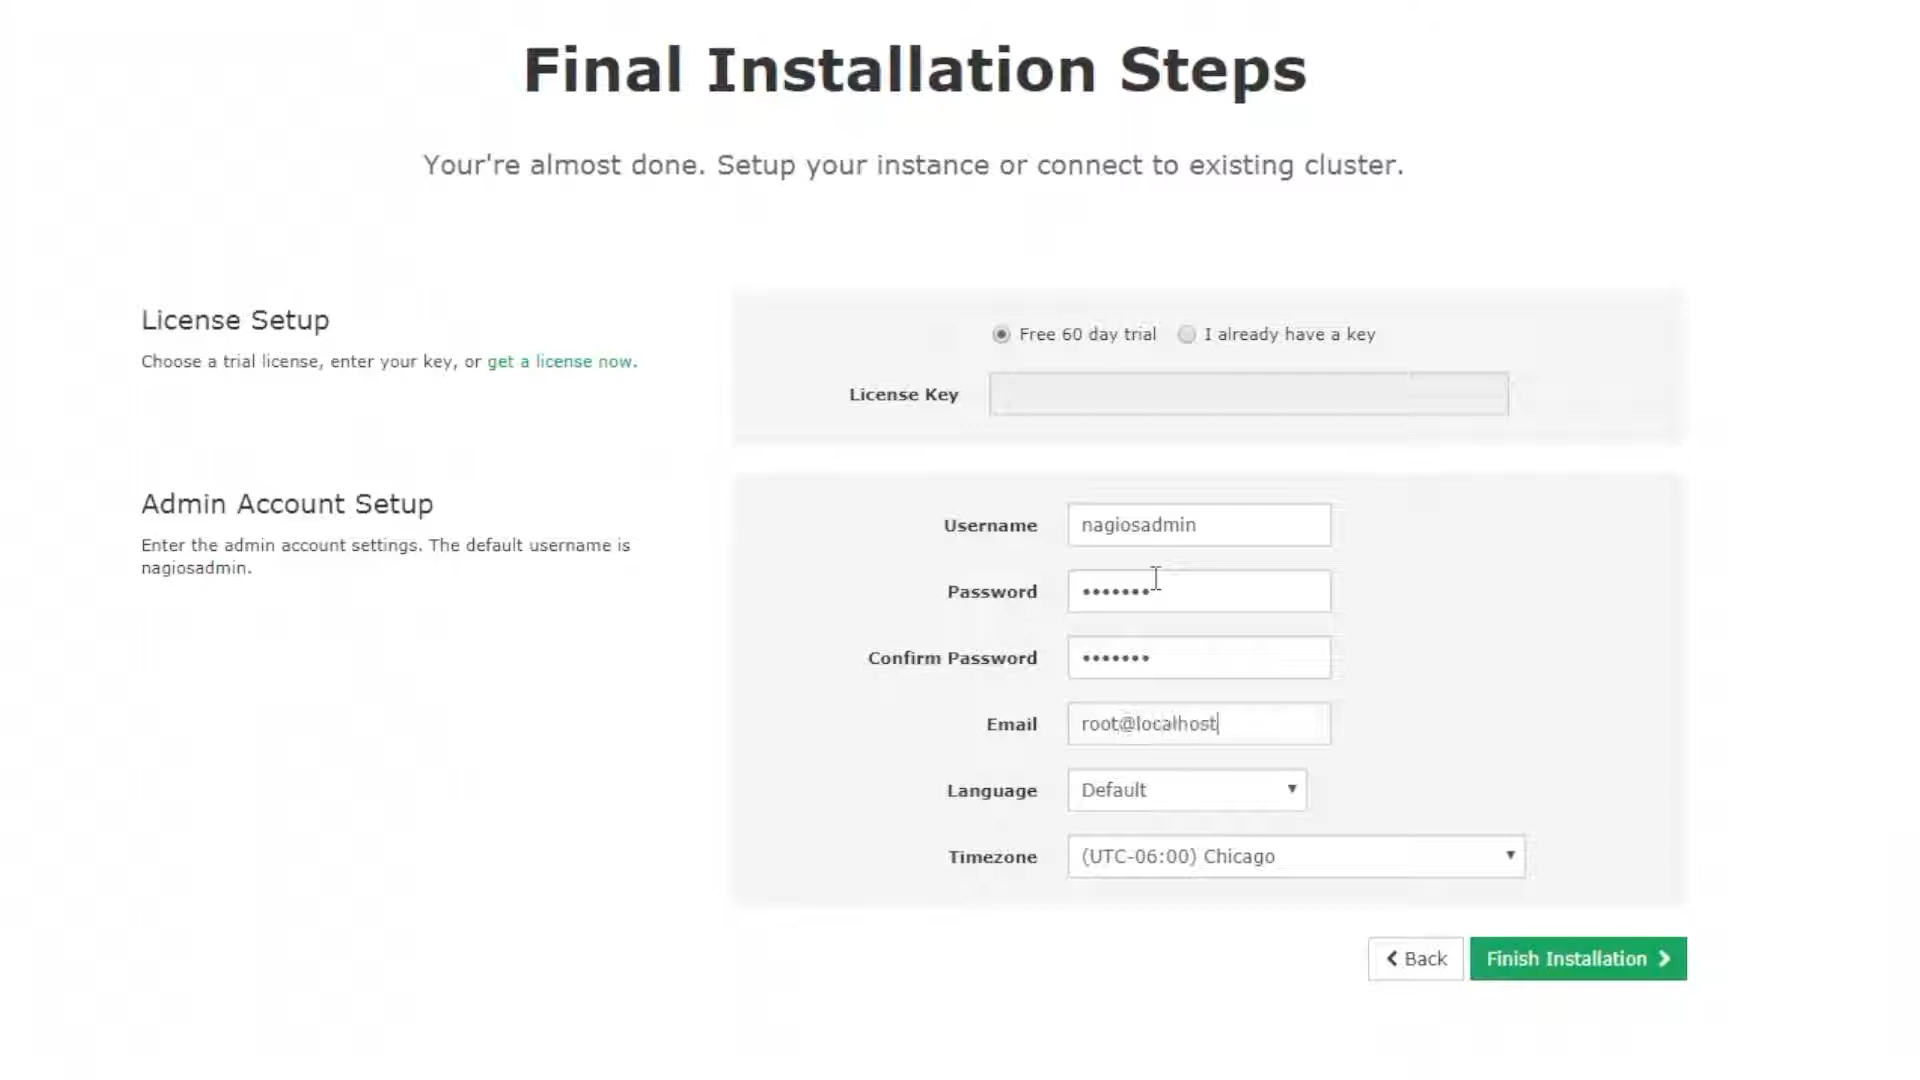 Final Installation Steps
Your're almost done. Setup your instance or connect to existing cluster.
License Setup
Choose a trial license, enter your key, or get a license now.
Free 60 day trial
I already have a key
License Key
Admin Account Setup
Enter the admin account settings. The default username is
nagiosadmin.
Username
nagiosadmin
Password
•••••••
Confirm Password
•••••••
Email
root@localhost
Language
Default
Timezone
(UTC-06:00) Chicago
Back
Finish Installation